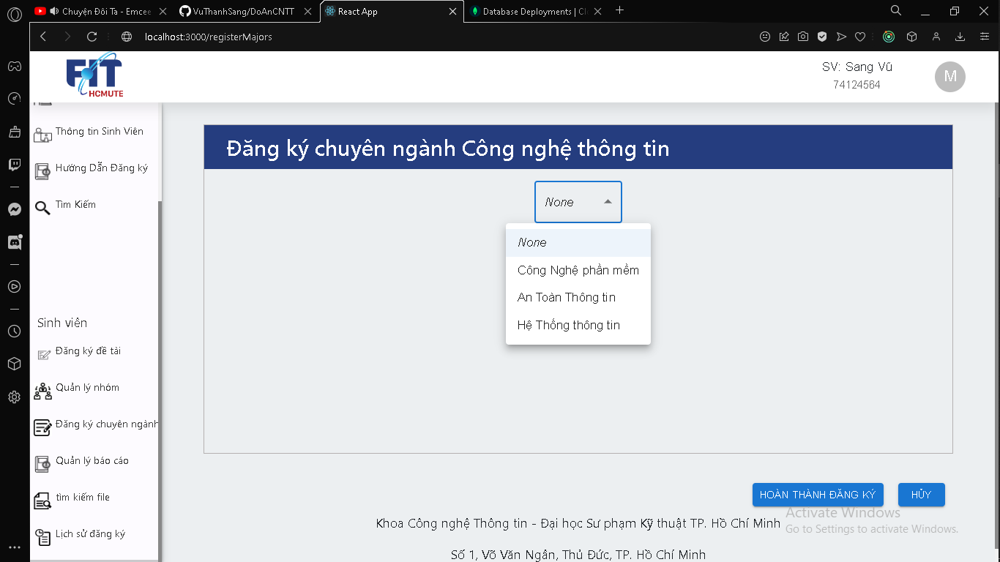 Chuyện Đôi Ta - Emcee
VuThanhSang/DoAnCNTT
React App
Database Deployments | Cl
localhost:3000/registerMajors
FIT
HCMUTE
SV: Sang Vũ
74124564
M
Thông tin Sinh Viên
Hướng Dẫn Đăng ký
Tìm Kiếm
Sinh viên
Đăng ký đề tài
Quản lý nhóm
Đăng ký chuyên ngành
Quản lý báo cáo
tìm kiếm file
Lịch sử đăng ký
Đăng ký chuyên ngành Công nghệ thông tin
None
None
Công Nghệ phần mềm
An Toàn Thông tin
Hệ Thống thông tin
HOÀN THÀNH ĐĂNG KÝ
HỦY
Activate Windows
Go to Settings to activate Windows.
Khoa Công nghệ Thông tin - Đại học Sư phạm Kỹ thuật TP. Hồ Chí Minh
Số 1, Võ Văn Ngân, Thủ Đức, TP. Hồ Chí Minh